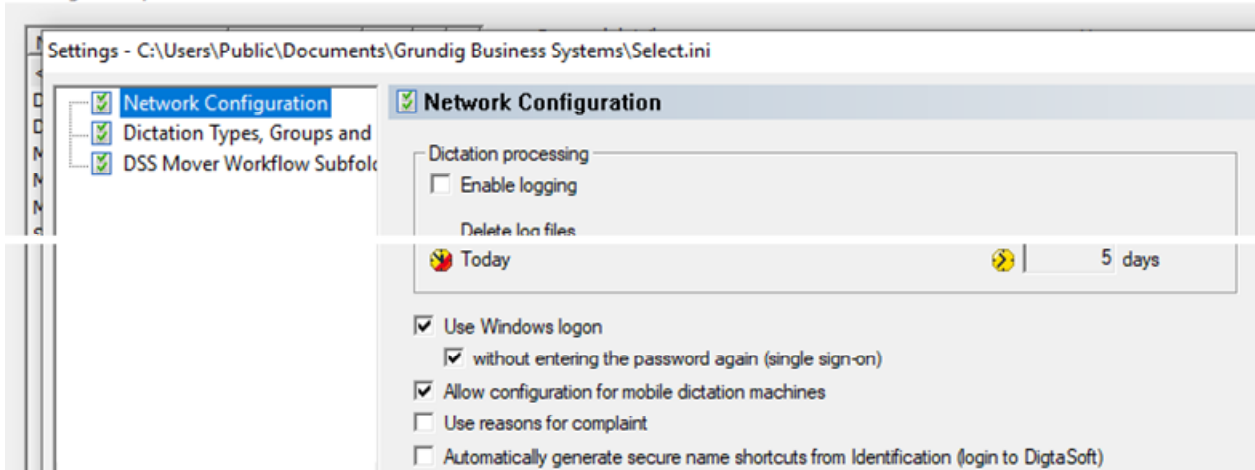 Settings - C:\Users\Public\Documents\Grundig Business Systems\Select.ini
Network Configuration
Dictation Types, Groups and
DSS Mover Workflow Subfol
Network Configuration
Dictation processing
Enable logging
Delete log files
Today
5 days
Use Windows logon
without entering the password again (single sign-on)
Allow configuration for mobile dictation machines
Use reasons for complaint
Automatically generate secure name shortcuts from Identification (login to DigtaSoft)